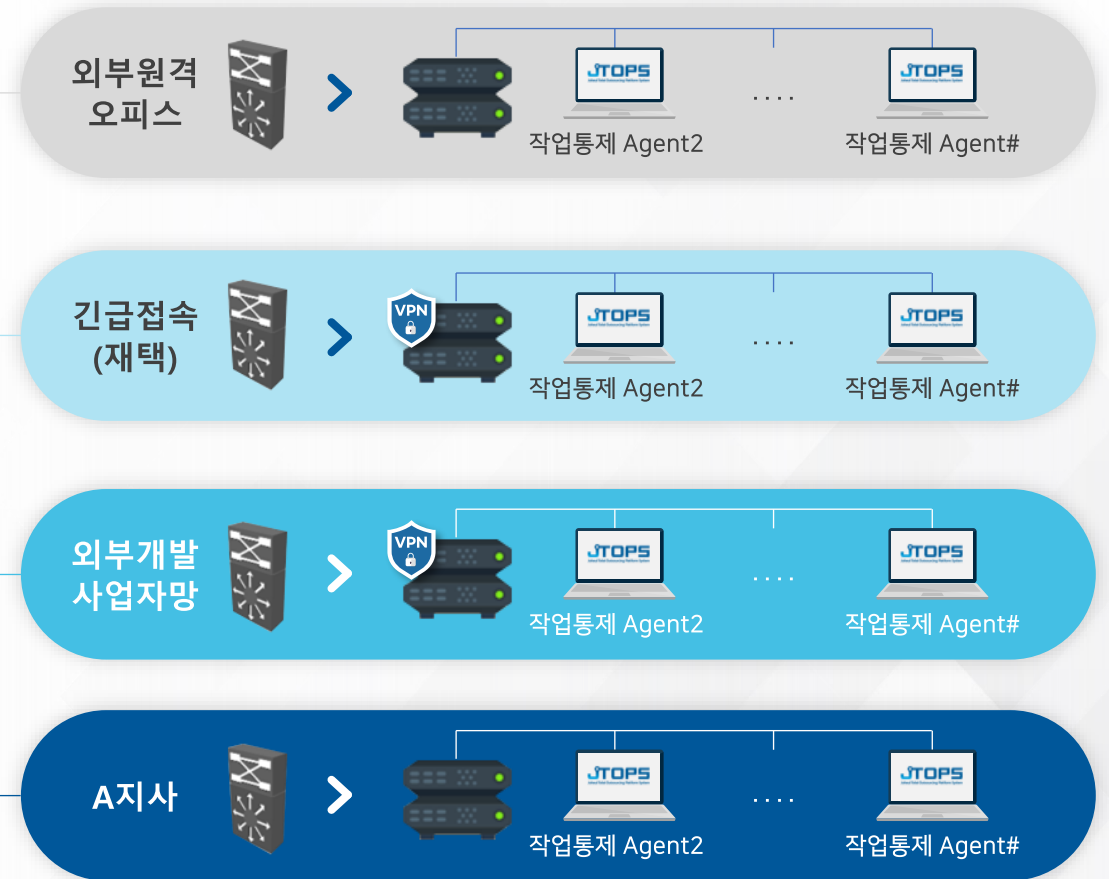 외부원격
오피스
JTOPS
JTOPS
....
작업통제 Agent2
작업통제 Agent#
긴급접속
(재택)
VPN
JTOPS
JTOPS
....
작업통제 Agent2
작업통제 Agent#
외부개발
사업자망
VPN
JTOPS
JTOPS
....
작업통제 Agent2
작업통제 Agent#
A지사
JTOPS
JTOPS
....
작업통제 Agent2
작업통제 Agent#